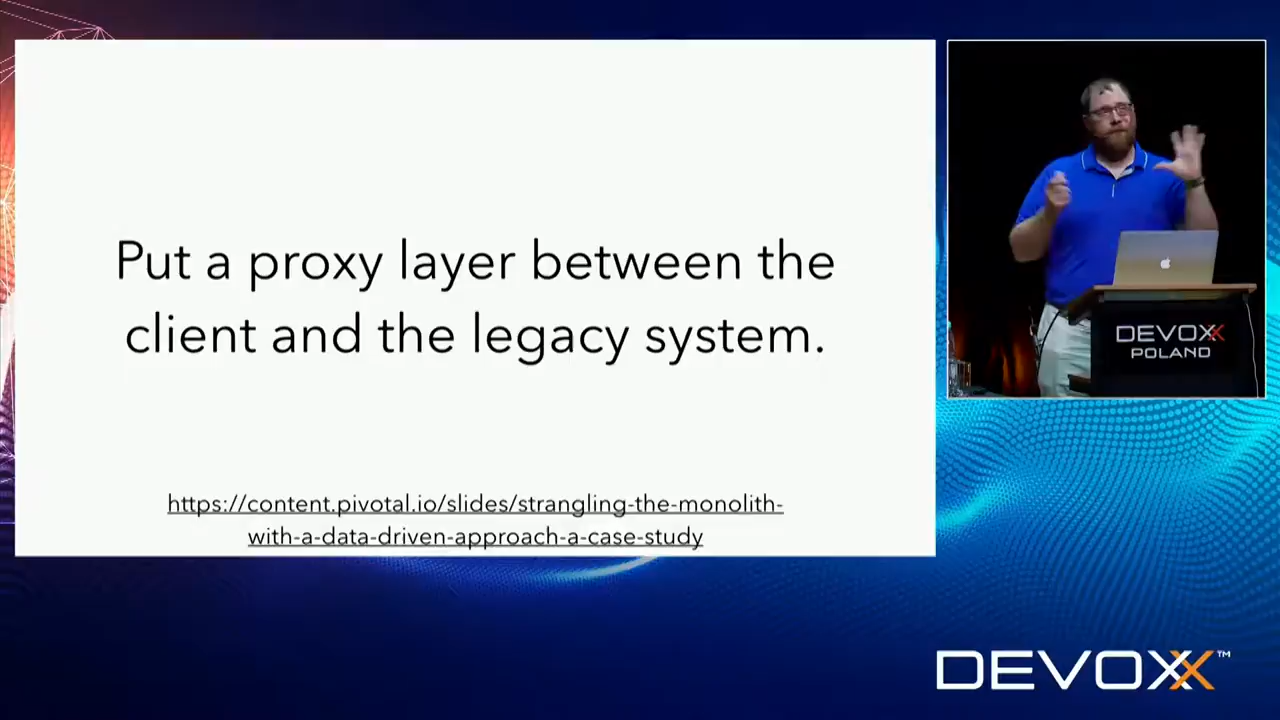 Put a proxy layer between the
client and the legacy system.
https://content.pivotal.io/slides/strangling-the-monolith-
with-a-data-driven-approach-a-case-study
DEVOXX
POLAND
DEVOXX™